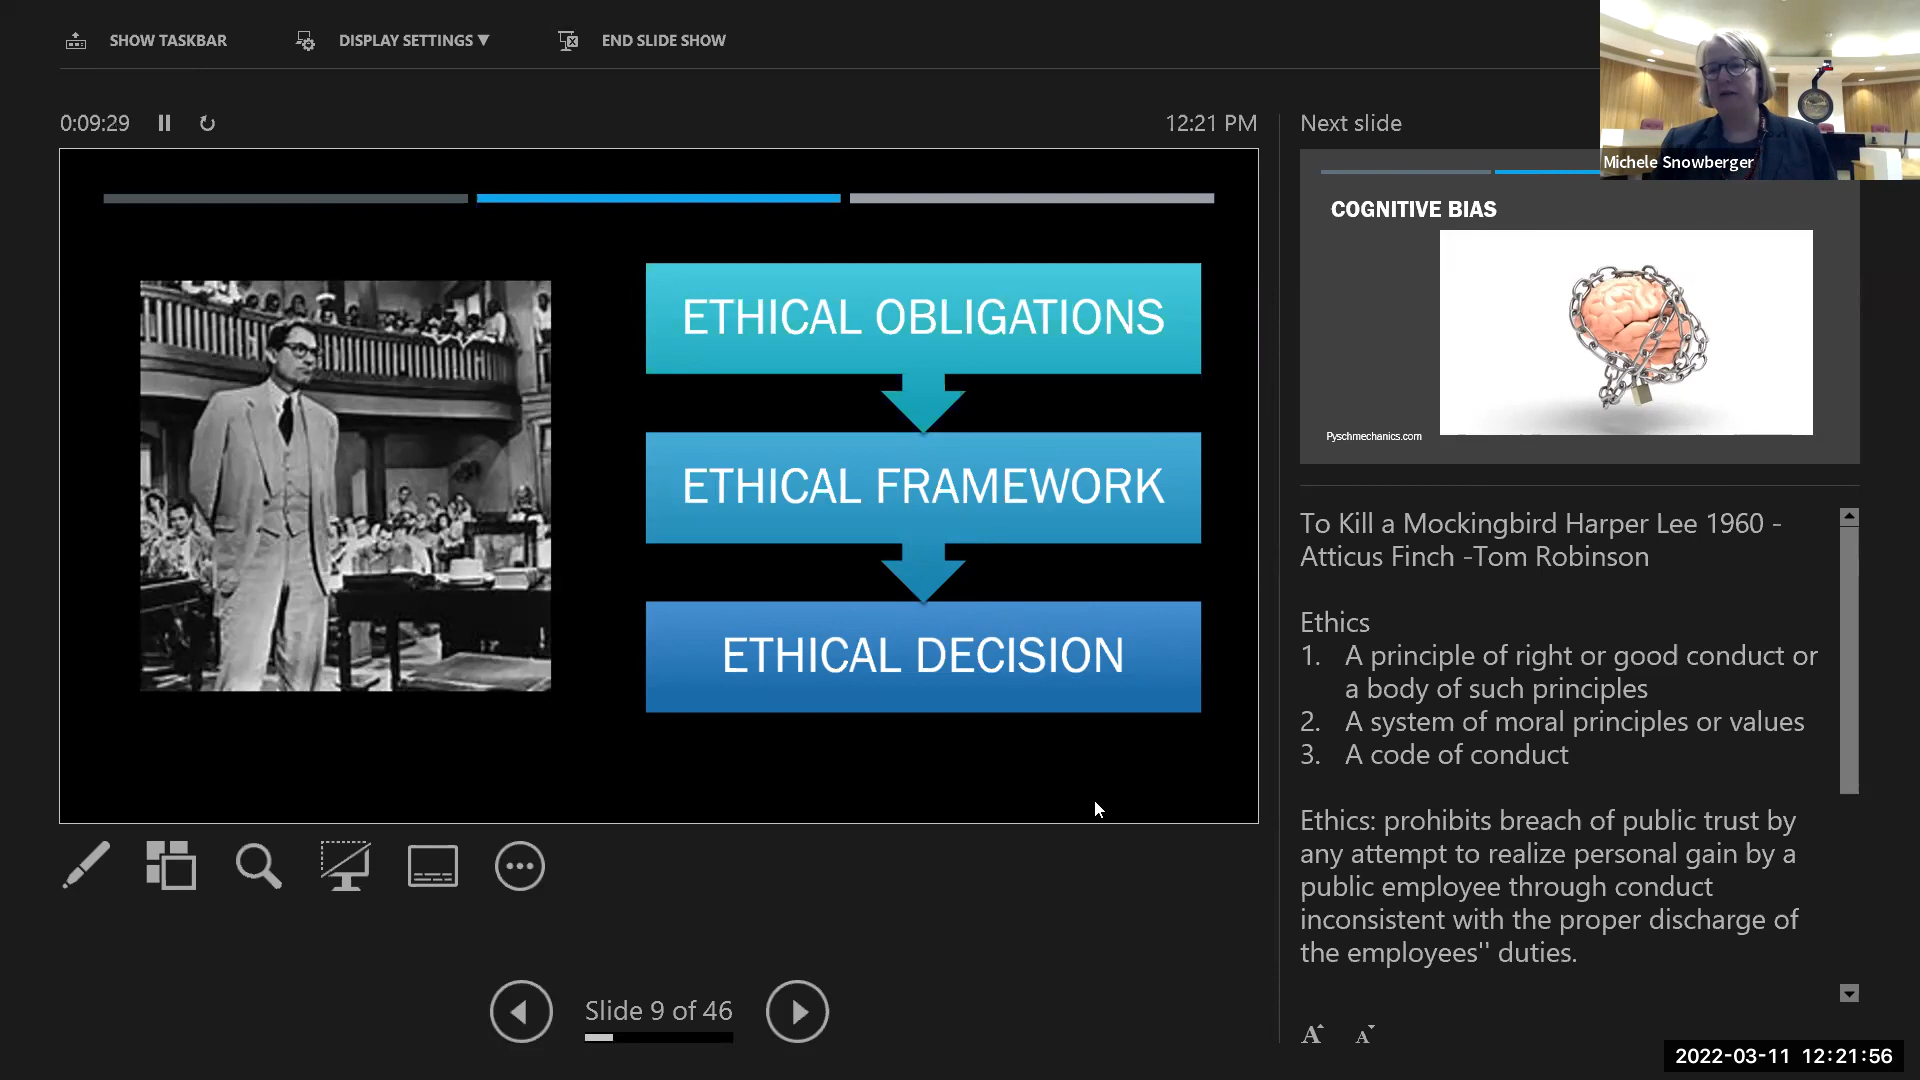 SHOW TASKBAR
DISPLAY SETTINGS ▼
END SLIDE SHOW
0:09:29
12:21 PM
Next slide
Michele Snowberger
ETHICAL OBLIGATIONS
ETHICAL FRAMEWORK
ETHICAL DECISION
COGNITIVE BIAS
Pyschmechanics.com
To Kill a Mockingbird Harper Lee 1960 -
Atticus Finch -Tom Robinson
Ethics
1. A principle of right or good conduct or
a body of such principles
2. A system of moral principles or values
3. A code of conduct
Ethics: prohibits breach of public trust by
any attempt to realize personal gain by a
public employee through conduct
inconsistent with the proper discharge of
the employees'' duties.
Slide 9 of 46
A A
2022-03-11 12:21:56